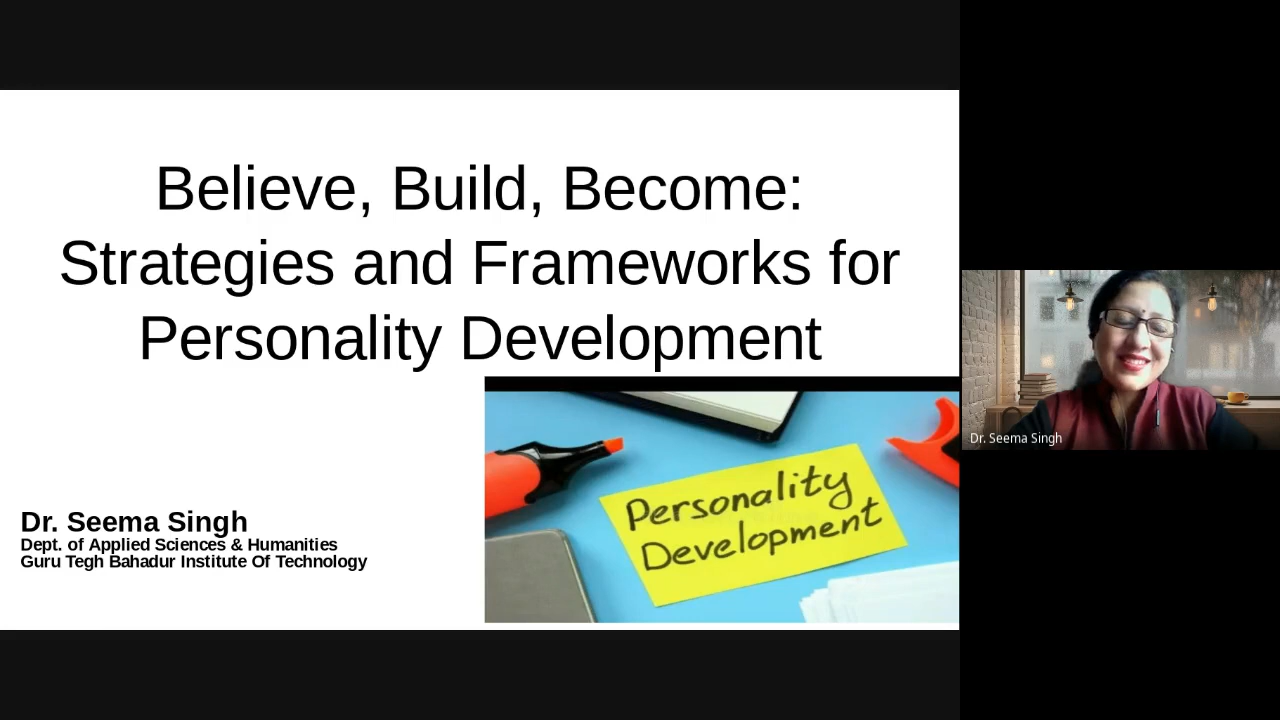 Believe, Build, Become:
Strategies and Frameworks for
Personality Development
Personality
Development
Dr. Seema Singh
Dept. of Applied Sciences & Humanities
Guru Tegh Bahadur Institute Of Technology
Dr. Seema Singh